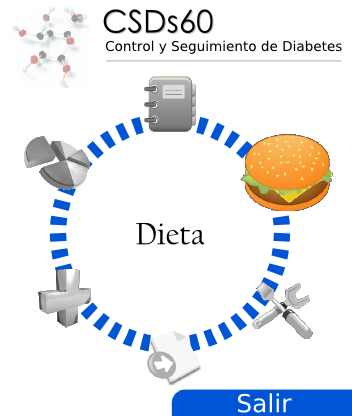 CSDs60
Control y Seguimiento de Diabetes
Dieta
Salir